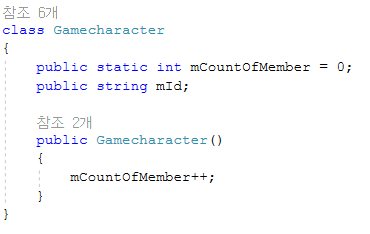 참조 6개
class Gamecharacter
{
public static int mCountOfMember = 0;
public string mId;
참조 2개
public Gamecharacter()
{
mCountOfMember++;
}
}